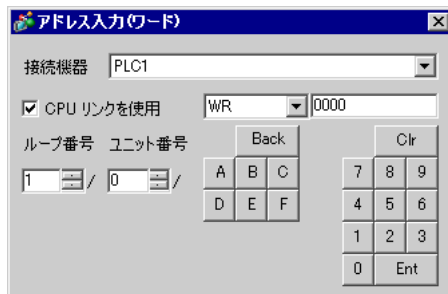 アドレス入力(ワード)
接続機器 PLC1
CPU リンクを使用 WR 0000
ループ番号 ユニット番号 Back Clr
1 / 0 / A B C 7 8 9
D E F 4 5 6
1 2 3
0 Ent